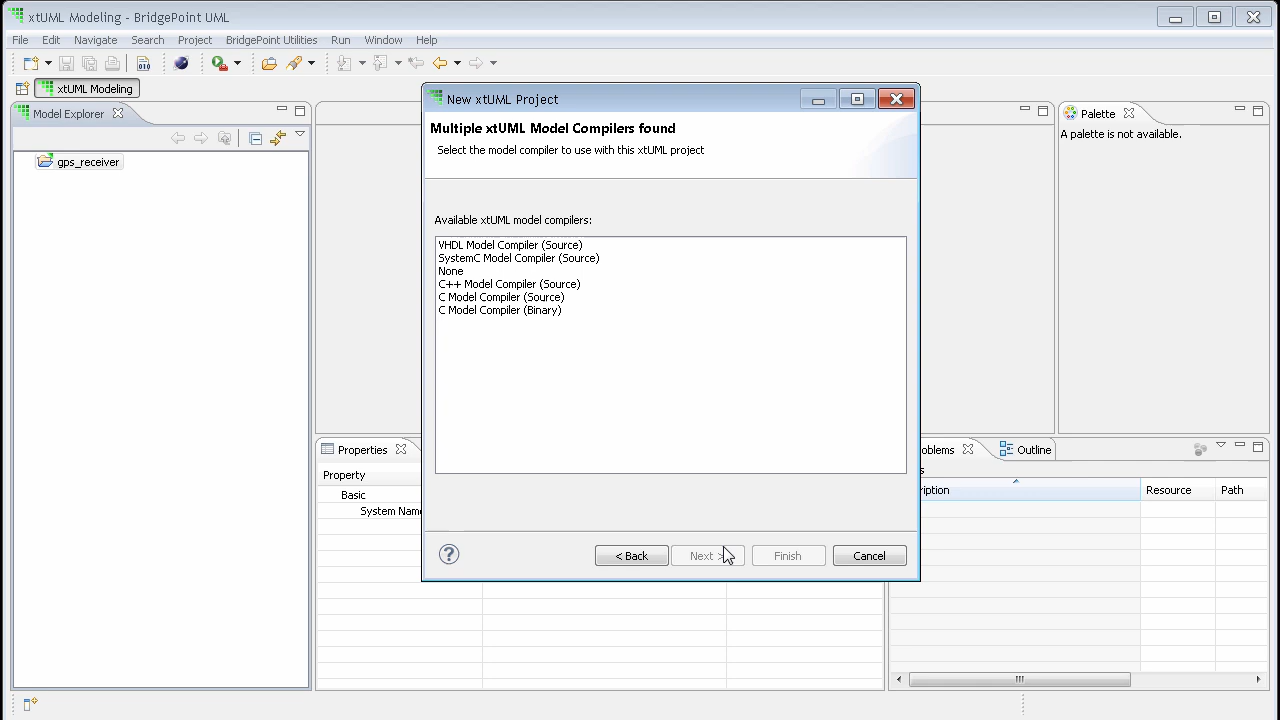 xtUML Modeling - BridgePoint UML
File Edit Navigate Search Project BridgePoint Utilities Run Window Help
xtUML Modeling
Model Explorer
gps_receiver
New xtUML Project
Multiple xtUML Model Compilers found
Select the model compiler to use with this xtUML project
Available xtUML model compilers:
VHDL Model Compiler (Source)
SystemC Model Compiler (Source)
None
C++ Model Compiler (Source)
C Model Compiler (Source)
C Model Compiler (Binary)
< Back Next > Finish Cancel
Palette
A palette is not available.
Properties
Property
Basic
System Name
oblems Outline
s
ription Resource Path